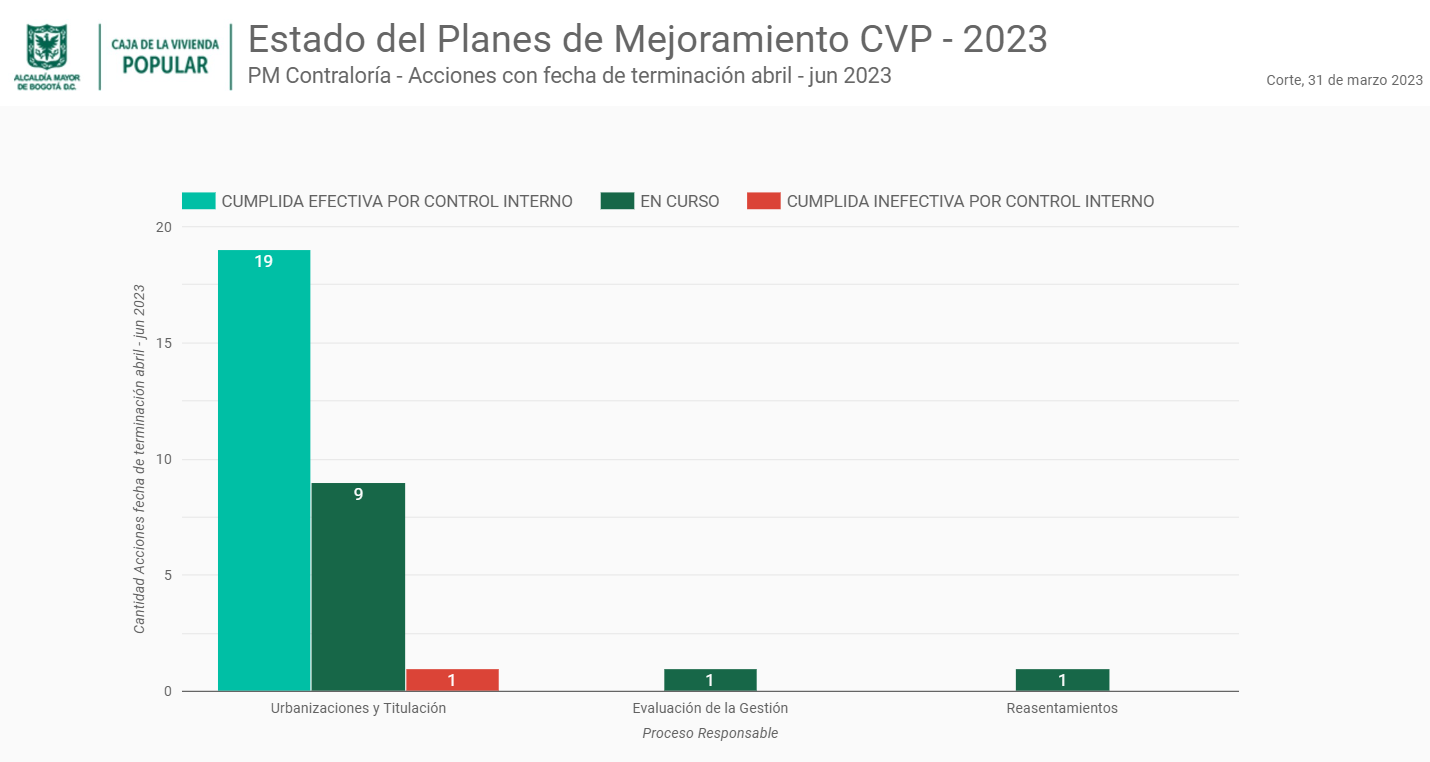 ALCALDÍA MAYOR
DE BOGOTÁ D.C.
CAJA DE LA VIVIENDA
POPULAR
Estado del Planes de Mejoramiento CVP - 2023
PM Contraloría - Acciones con fecha de terminación abril - jun 2023
Corte, 31 de marzo 2023
CUMPLIDA EFECTIVA POR CONTROL INTERNO
EN CURSO
CUMPLIDA INEFECTIVA POR CONTROL INTERNO
Cantidad Acciones fecha de terminación abril - jun 2023
20
15
10
5
0
19
9
1
1
1
Urbanizaciones y Titulación
Evaluación de la Gestión
Reasentamientos
Proceso Responsable